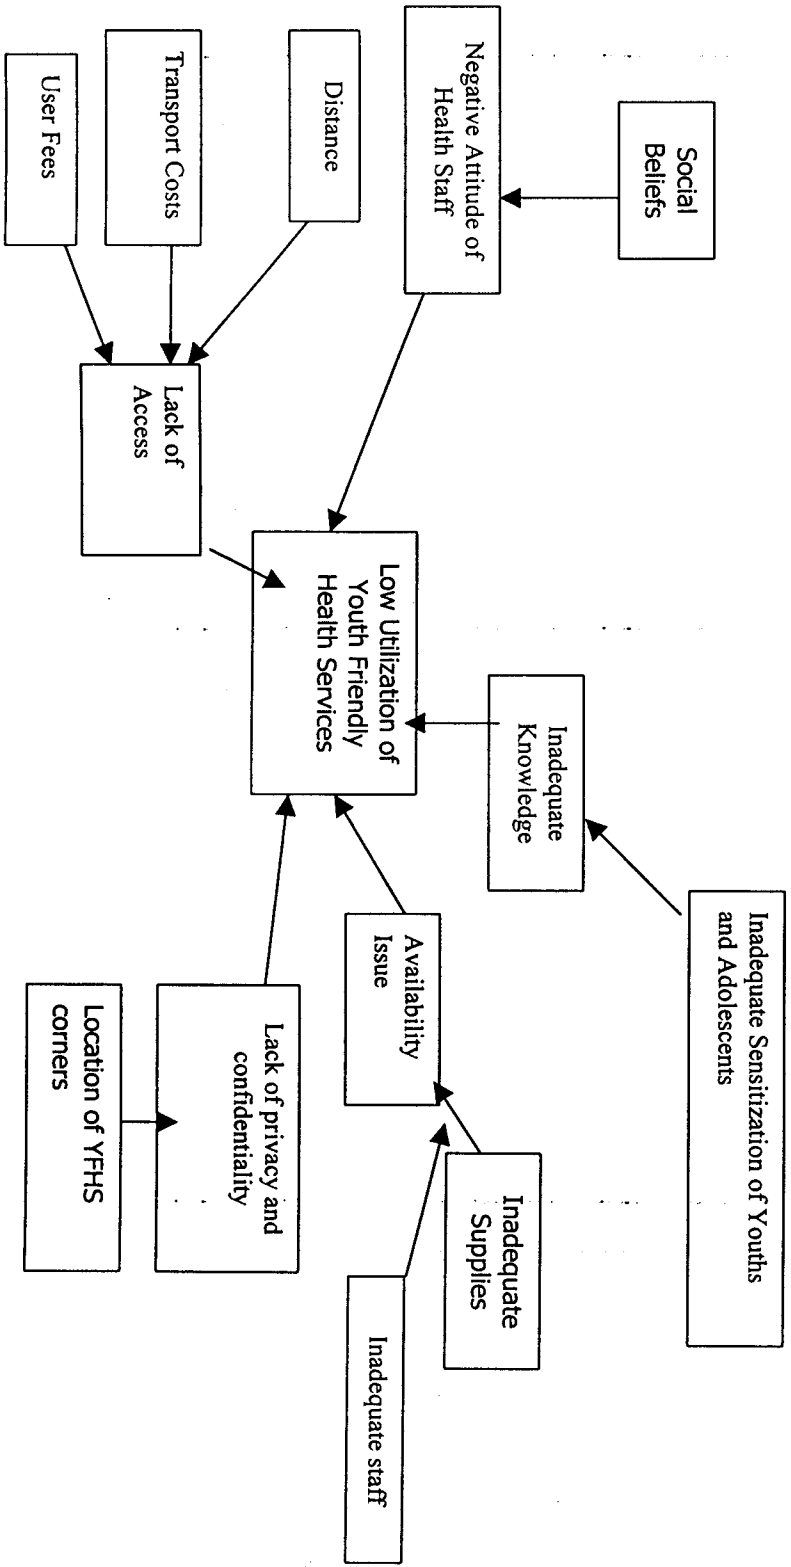 Inadequate Sensitization of Youths
and Adolescents
Social
Beliefs
Inadequate
Knowledge
Inadequate
Supplies
Negative Attitude of
Health Staff
Availability
Issue
Inadequate staff
Low Utilization of
Youth Friendly
Health Services
Distance
Lack of privacy and
confidentiality
Transport Costs
Lack of
Access
Location of YFHS
corners
User Fees